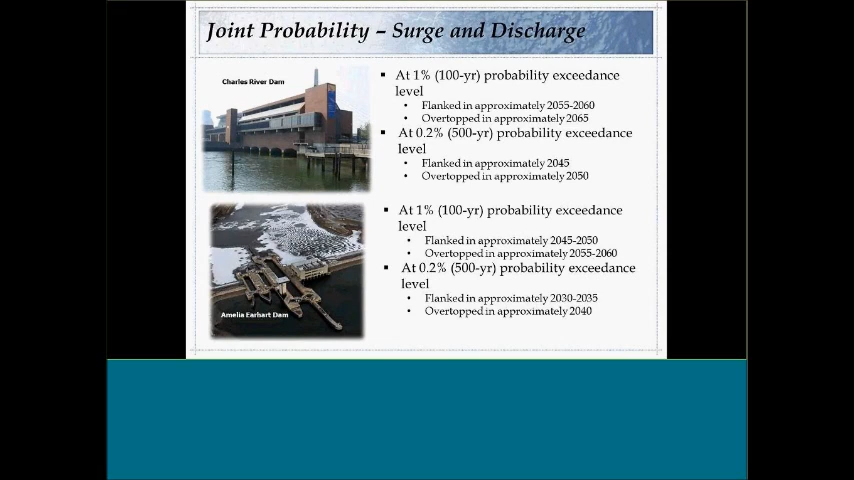 Joint Probability – Surge and Discharge
Charles River Dam
▪ At 1% (100-yr) probability exceedance
level
• Flanked in approximately 2055-2060
• Overtopped in approximately 2065
▪ At 0.2% (500-yr) probability exceedance
level
• Flanked in approximately 2045
• Overtopped in approximately 2050
Amelia Earhart Dam
▪ At 1% (100-yr) probability exceedance
level
• Flanked in approximately 2045-2050
• Overtopped in approximately 2055-2060
▪ At 0.2% (500-yr) probability exceedance
level
• Flanked in approximately 2030-2035
• Overtopped in approximately 2040